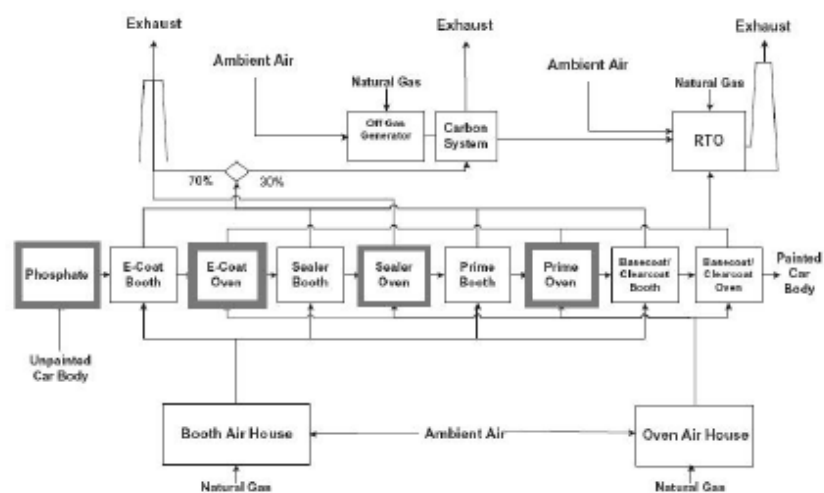 Exhaust
Exhaust
Exhaust
Ambient Air
Ambient Air
Natural Gas
Natural Gas
Off Gas
Generator
Carbon
System
RTO
70%
30%
Phosphate
E-Coat
Booth
E-Coat
Oven
Sealer
Booth
Sealer
Oven
Prime
Booth
Prime
Oven
Basecoat/
Clearcoat
Booth
Basecoat/
Clearcoat
Oven
Painted
Car
Body
Unpainted
Car Body
Booth Air House
Ambient Air
Oven Air House
Natural Gas
Natural Gas